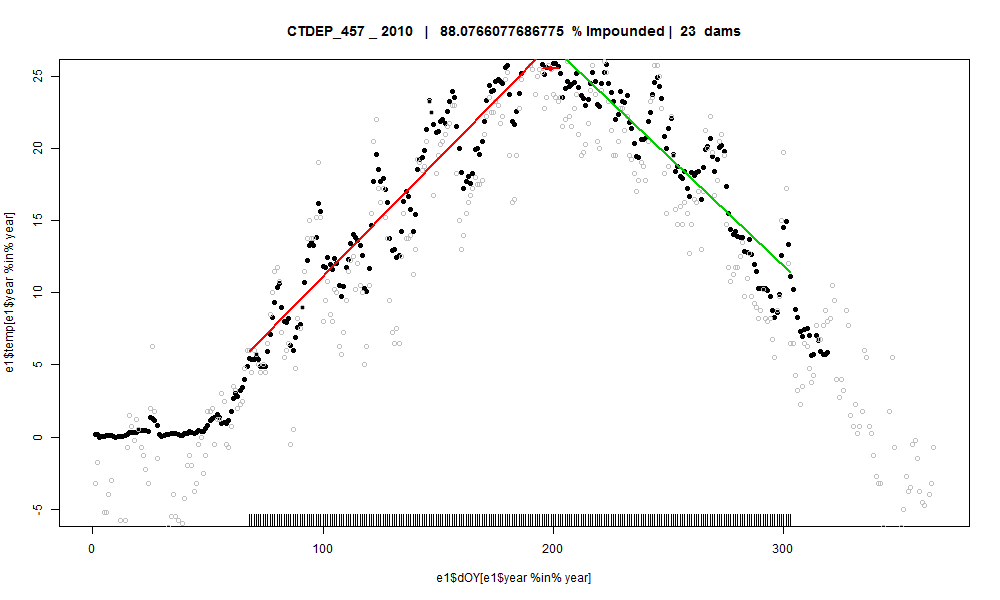 CTDEP_457 _ 2010 | 88.0766077686775 % Impounded | 23 dams
e1$temp[e1$year %in% year]
25
20
15
10
5
0
-5
0 100 200 300
e1$dOY[e1$year %in% year]